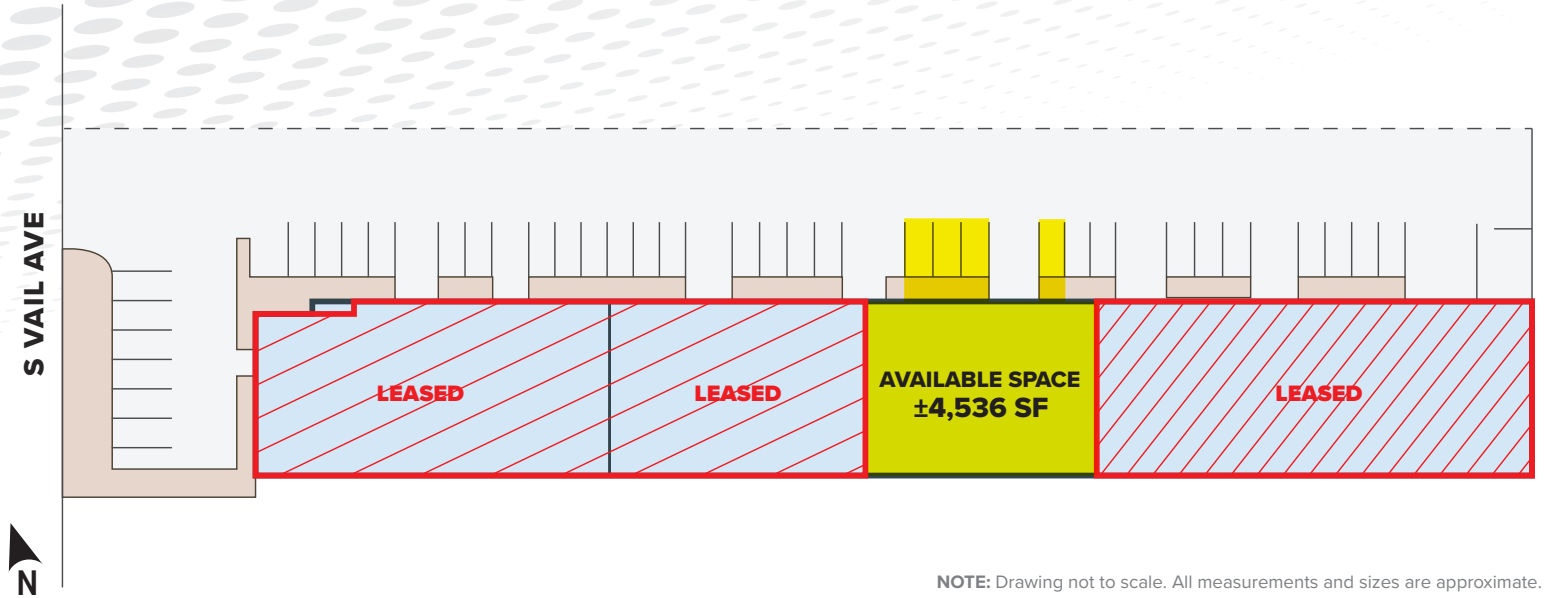 S VAIL AVE
LEASED
LEASED
AVAILABLE SPACE
±4,536 SF
LEASED
N
NOTE: Drawing not to scale. All measurements and sizes are approximate.